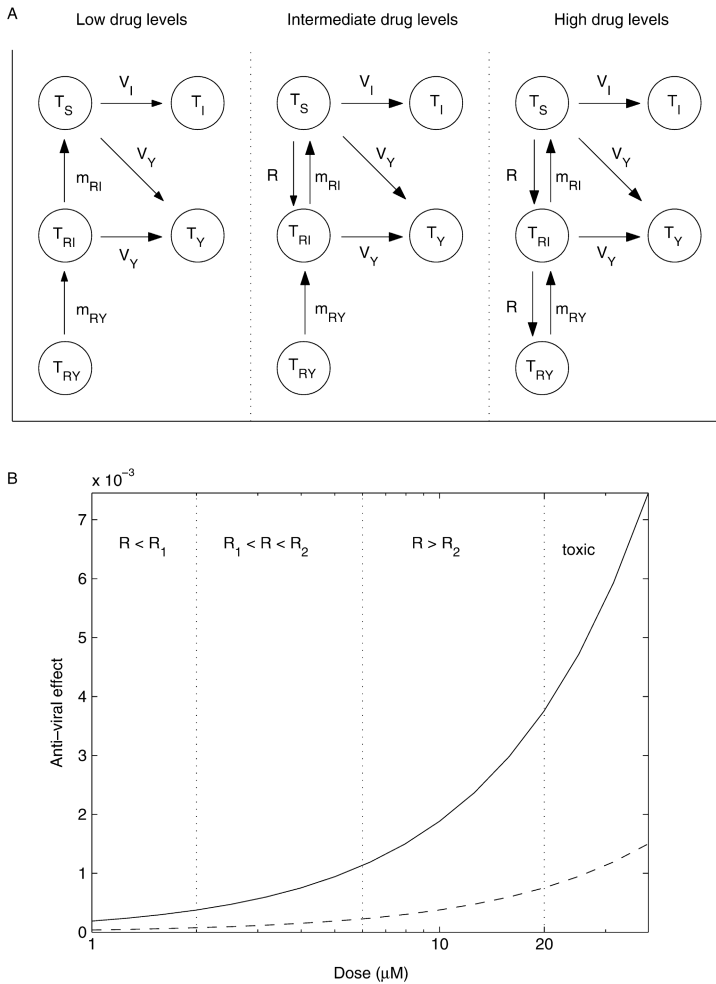 A
Low drug levels
Intermediate drug levels
High drug levels
T_S
V_I
T_I
V_Y
m_RI
T_RI
V_Y
T_Y
m_RY
T_RY
T_S
V_I
T_I
R
m_RI
V_Y
T_RI
V_Y
T_Y
m_RY
T_RY
T_S
V_I
T_I
R
m_RI
V_Y
T_RI
V_Y
T_Y
R
m_RY
T_RY
B
x 10^−3
R < R_1
R_1 < R < R_2
R > R_2
toxic
7
6
5
4
3
2
1
0
Anti−viral effect
1
10
20
Dose (μM)